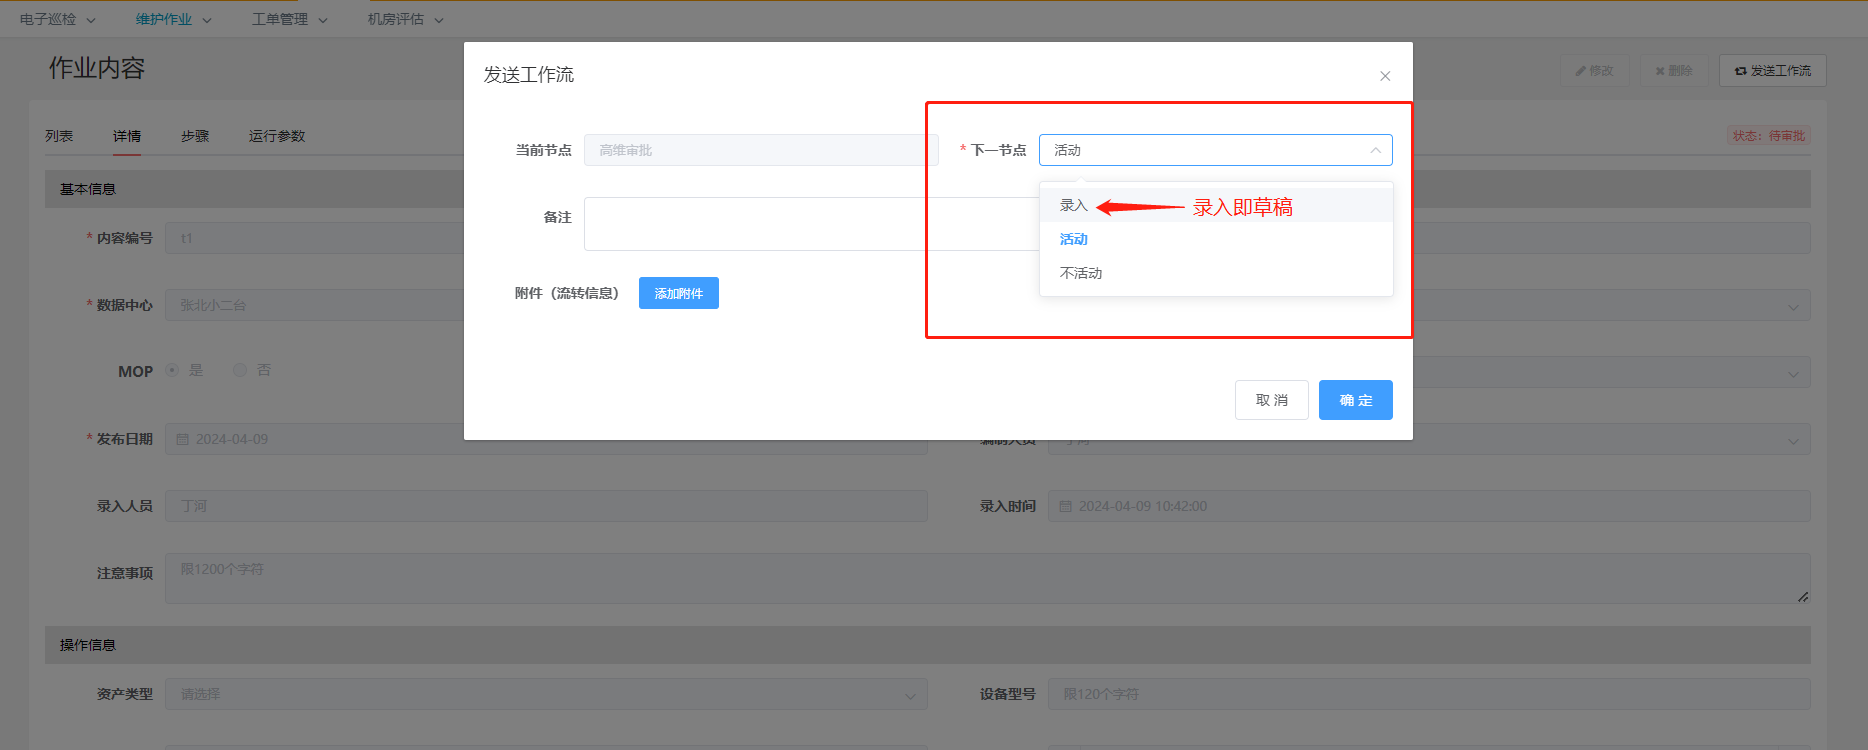 电子巡检 维护作业 工单管理 机房评估
作业内容
修改 删除 发送工作流
发送工作流
列表 详情 步骤 运行参数
状态：待审批
当前节点 高维审批
* 下一节点 活动
录入
录入即草稿
活动
不活动
备注
附件（流转信息） 添加附件
取 消 确 定
基本信息
* 内容编号 t1
* 数据中心 张北小二台
MOP 是 否
* 发布日期 2024-04-09
编制人员 丁河
录入人员 丁河
录入时间 2024-04-09 10:42:00
注意事项 限1200个字符
操作信息
资产类型 请选择
设备型号 限120个字符